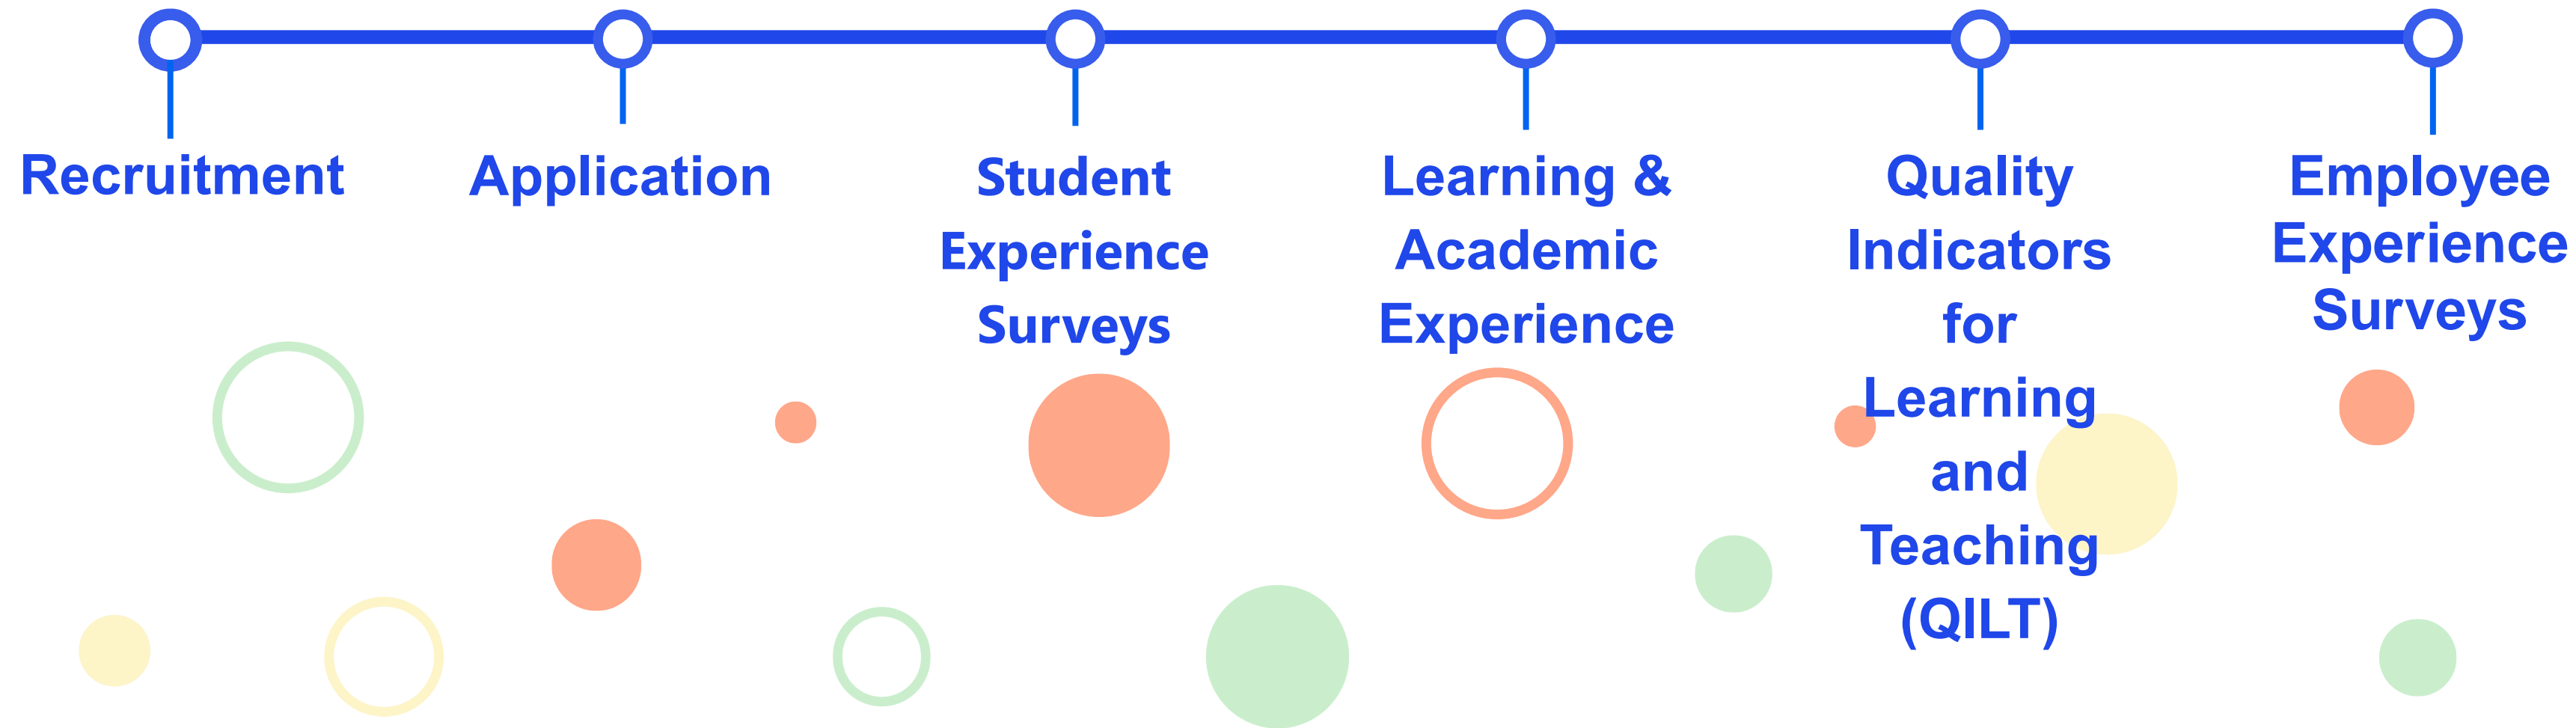 Recruitment
Application
Student
Experience
Surveys
Learning &
Academic
Experience
Quality
Indicators
for
Learning
and
Teaching
(QILT)
Employee
Experience
Surveys